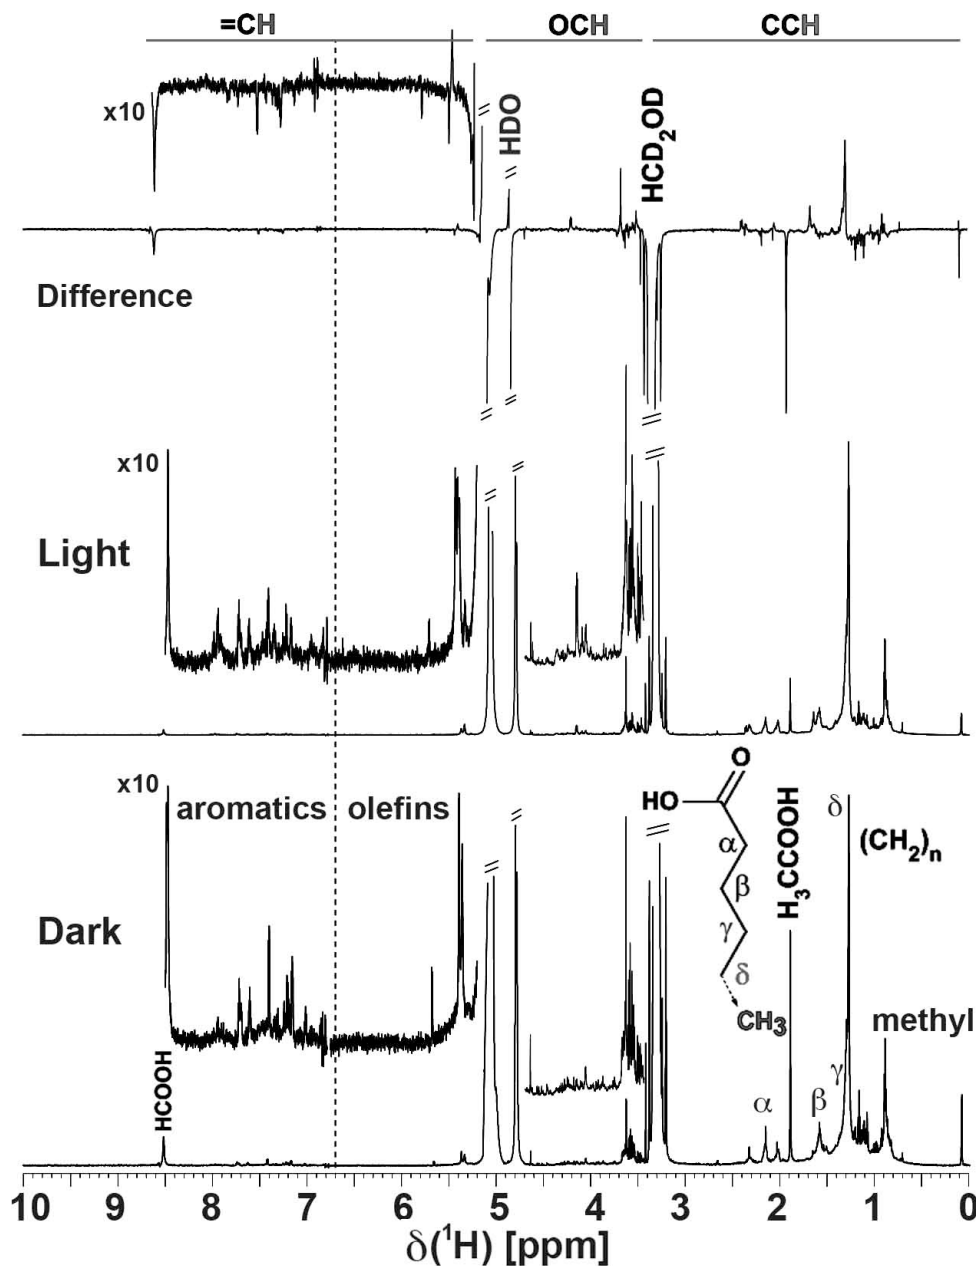 =CH OCH CCH
x10
HDO
HCD₂OD
Difference
x10
Light
x10
aromatics olefins
Dark
HCOOH
O
HO
α
β
γ
δ
CH₃
H₃CCOOH
δ
(CH₂)ₙ
methyl
α
β
γ
10 9 8 7 6 5 4 3 2 1 0
δ(¹H) [ppm]